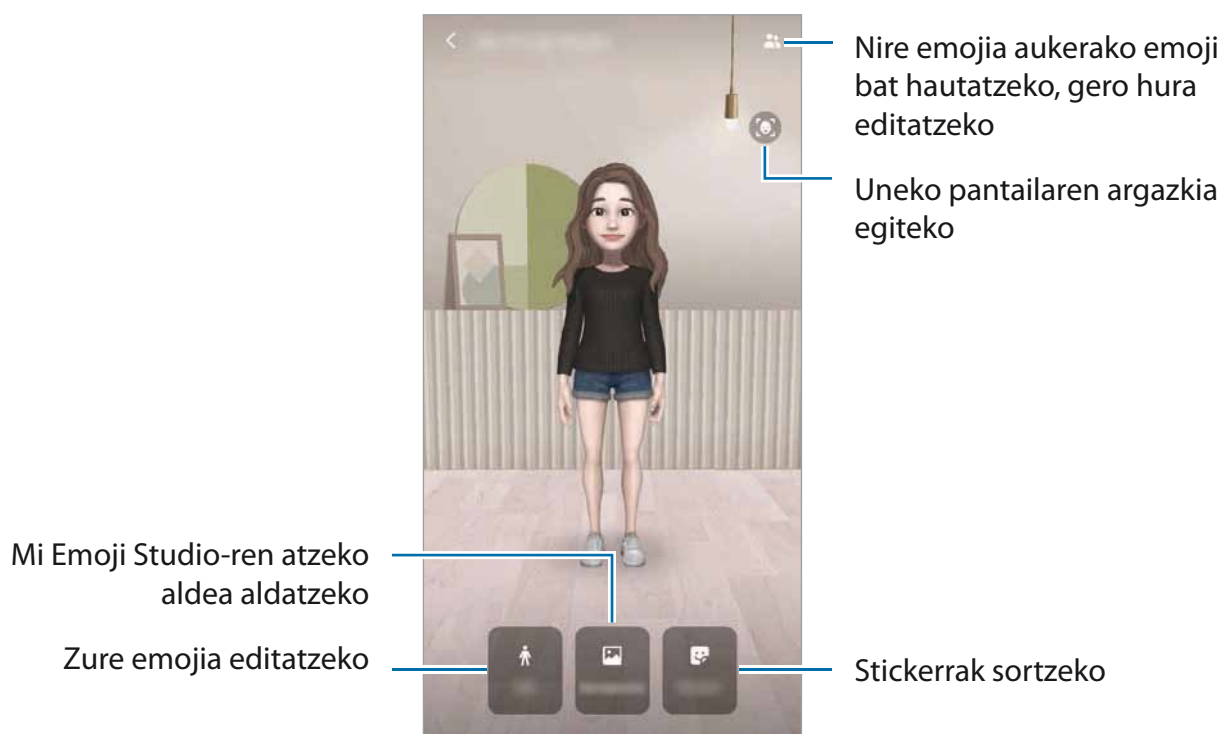 Nire emojia aukerako emoji
bat hautatzeko, gero hura
editatzeko
Uneko pantailaren argazkia
egiteko
Mi Emoji Studio-ren atzeko
aldea aldatzeko
Zure emojia editatzeko
Stickerrak sortzeko